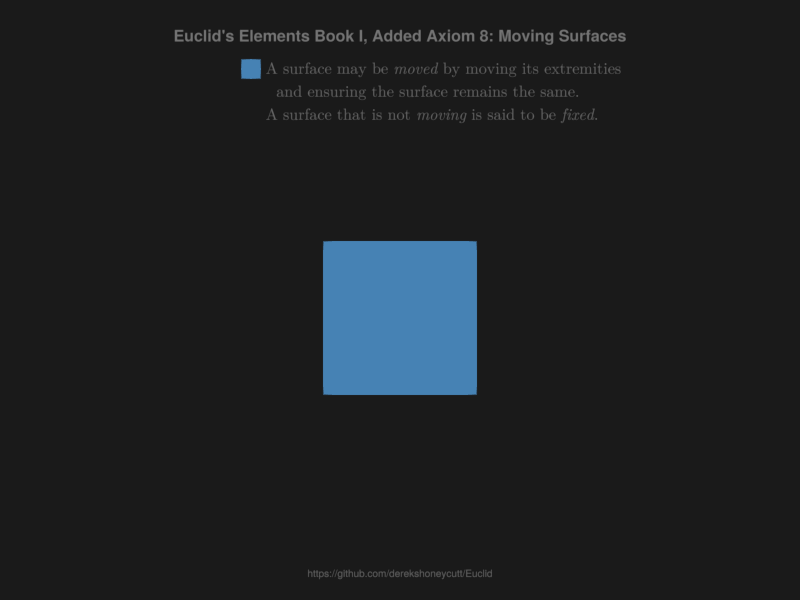 Euclid's Elements Book I, Added Axiom 8: Moving Surfaces
A surface may be moved by moving its extremities
and ensuring the surface remains the same.
A surface that is not moving is said to be fixed.
https://github.com/derekshoneycutt/Euclid